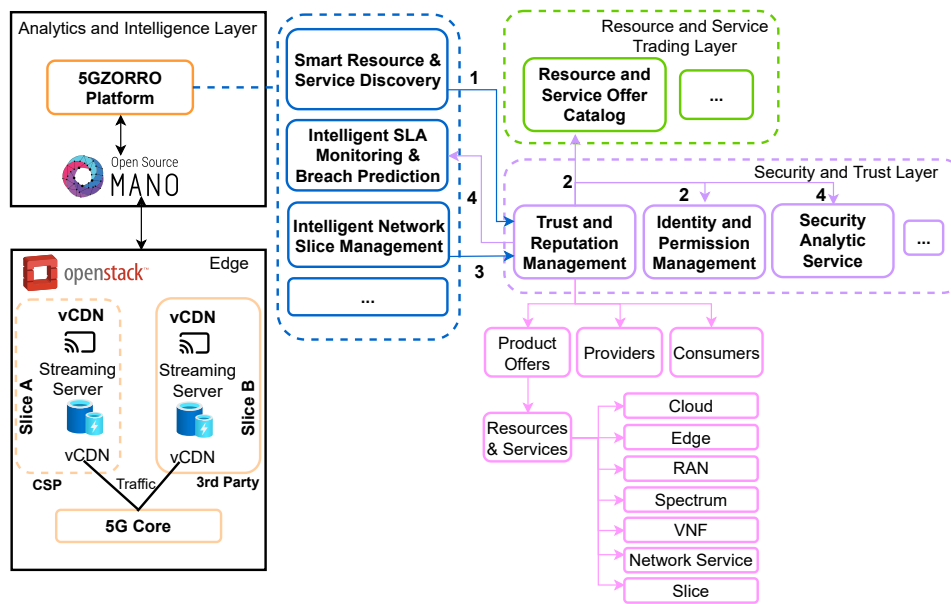 Analytics and Intelligence Layer
5GZORRO
Platform
Open Source
MANO
Smart Resource &
Service Discovery
Intelligent SLA
Monitoring &
Breach Prediction
Intelligent Network
Slice Management
...
1
4
3
Resource and Service
Trading Layer
Resource and
Service Offer
Catalog
...
Security and Trust Layer
2
2
4
Trust and
Reputation
Management
Identity and
Permission
Management
Security
Analytic
Service
...
openstack™
Edge
vCDN
Streaming
Server
vCDN
Slice A
CSP
vCDN
Streaming
Server
vCDN
Slice B
3rd Party
Traffic
5G Core
Product
Offers
Providers
Consumers
Resources
& Services
Cloud
Edge
RAN
Spectrum
VNF
Network Service
Slice